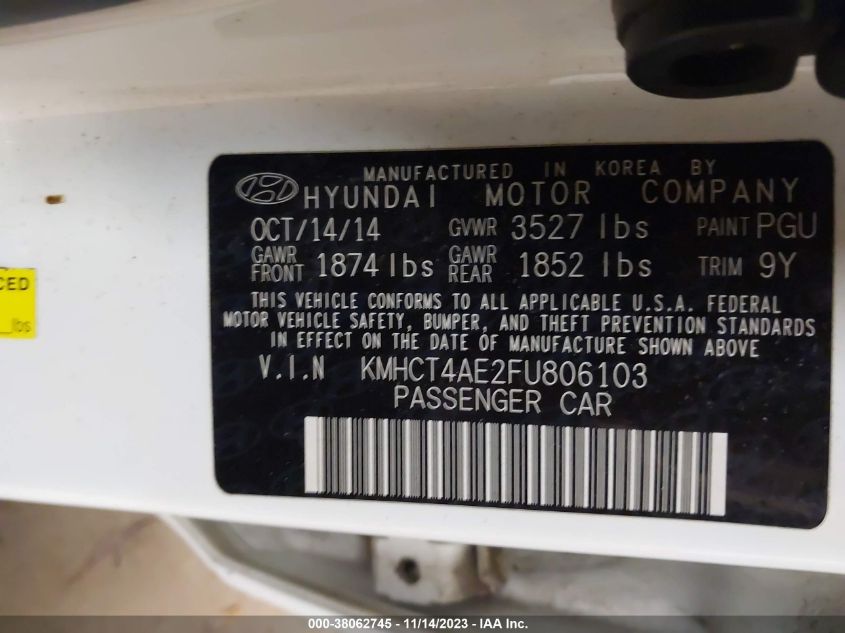 MANUFACTURED IN KOREA BY
HYUNDAI MOTOR COMPANY
OCT/14/14 GVWR 3527 lbs PAINT PGU
GAWR FRONT 1874 lbs GAWR REAR 1852 lbs TRIM 9Y
THIS VEHICLE CONFORMS TO ALL APPLICABLE U.S.A. FEDERAL
MOTOR VEHICLE SAFETY, BUMPER, AND THEFT PREVENTION STANDARDS
IN EFFECT ON THE DATE OF MANUFACTURE SHOWN ABOVE
V.I.N KMHCT4AE2FU806103
PASSENGER CAR
CED
lbs
000-38062745 - 11/14/2023 - IAA Inc.